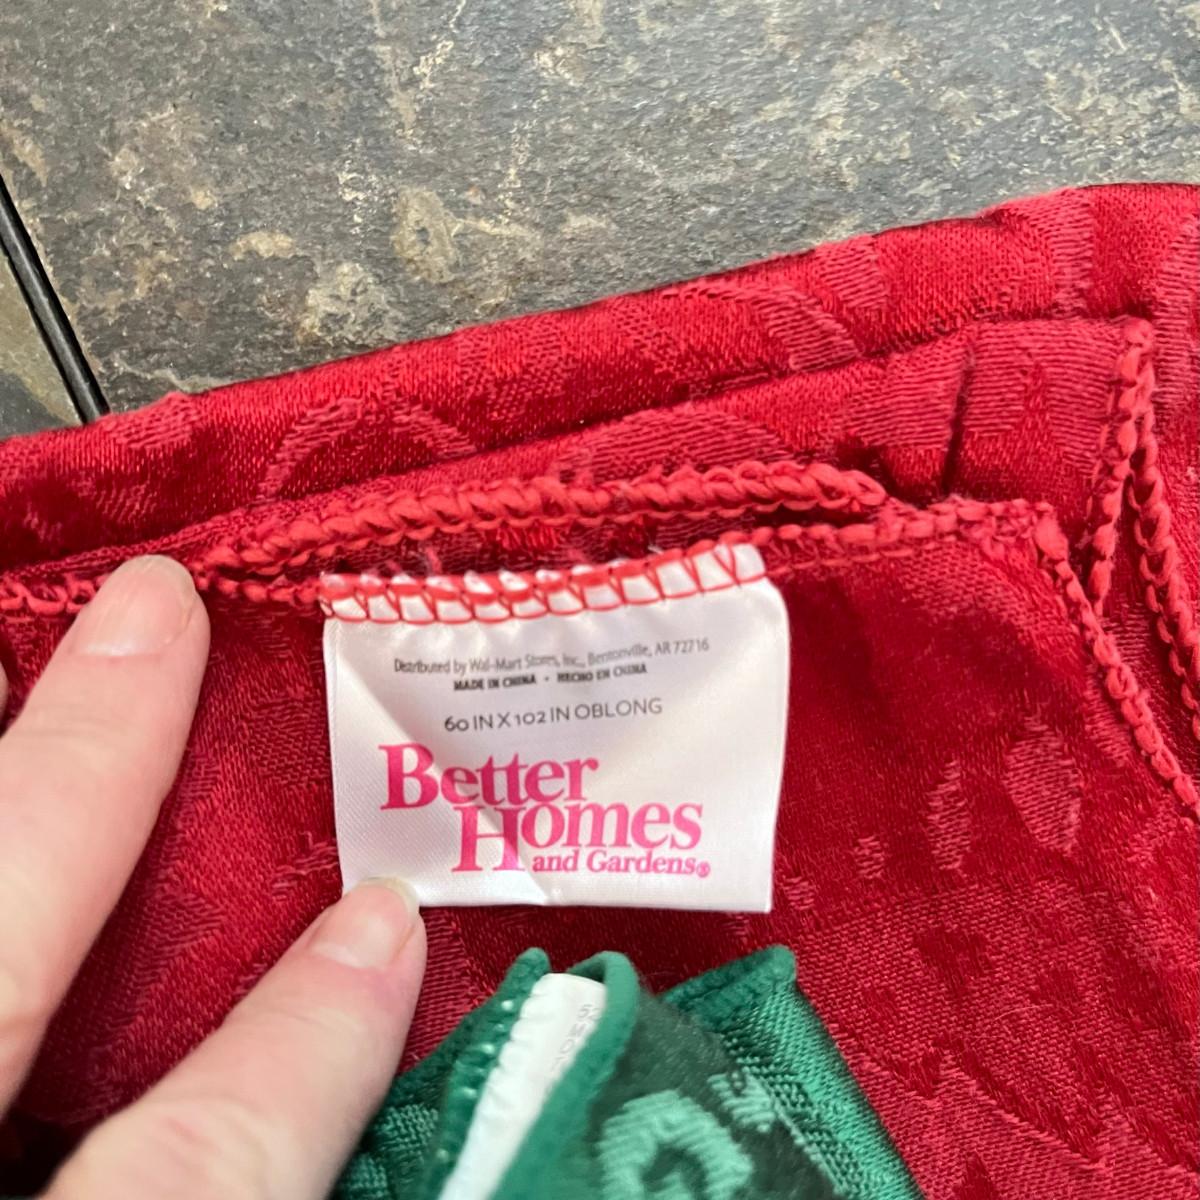 Distributed by Wal-Mart Stores, Inc., Bentonville, AR 72716
MADE IN CHINA • HECHO EN CHINA
60 IN X 102 IN OBLONG
Better
Homes
and Gardens®